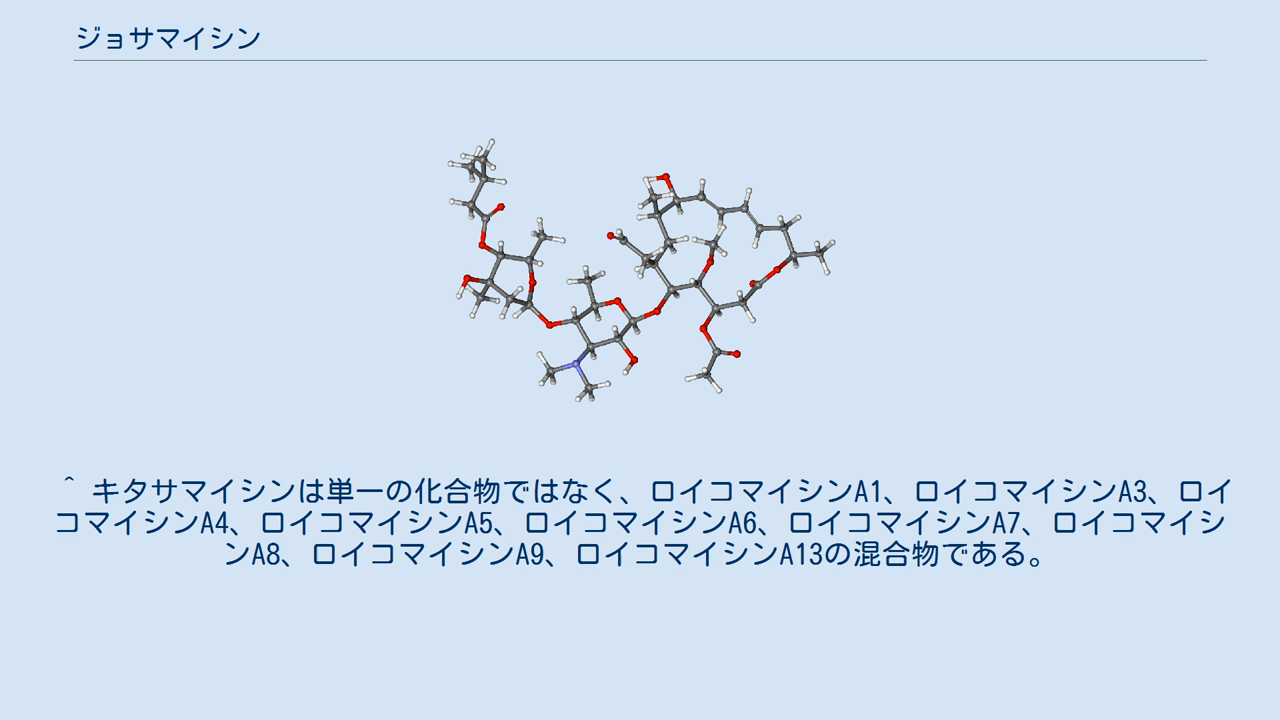 ジョサマイシン
^ キタサマイシンは単一の化合物ではなく、ロイコマイシンA1、ロイコマイシンA3、ロイ
コマイシンA4、ロイコマイシンA5、ロイコマイシンA6、ロイコマイシンA7、ロイコマイシ
ンA8、ロイコマイシンA9、ロイコマイシンA13の混合物である。